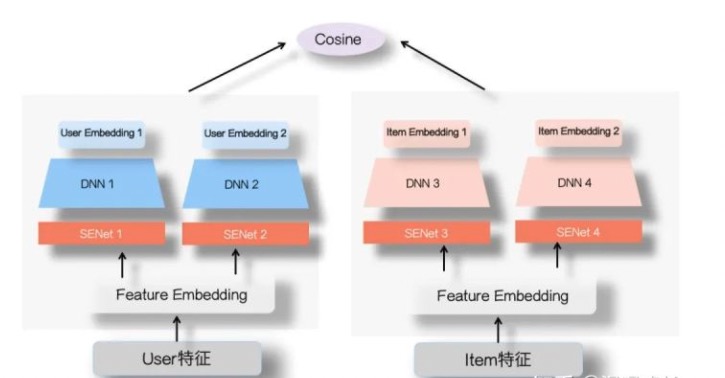 Cosine
User Embedding 1
User Embedding 2
Item Embedding 1
Item Embedding 2
DNN 1
DNN 2
DNN 3
DNN 4
SENet 1
SENet 2
SENet 3
SENet 4
Feature Embedding
Feature Embedding
User特征
Item特征